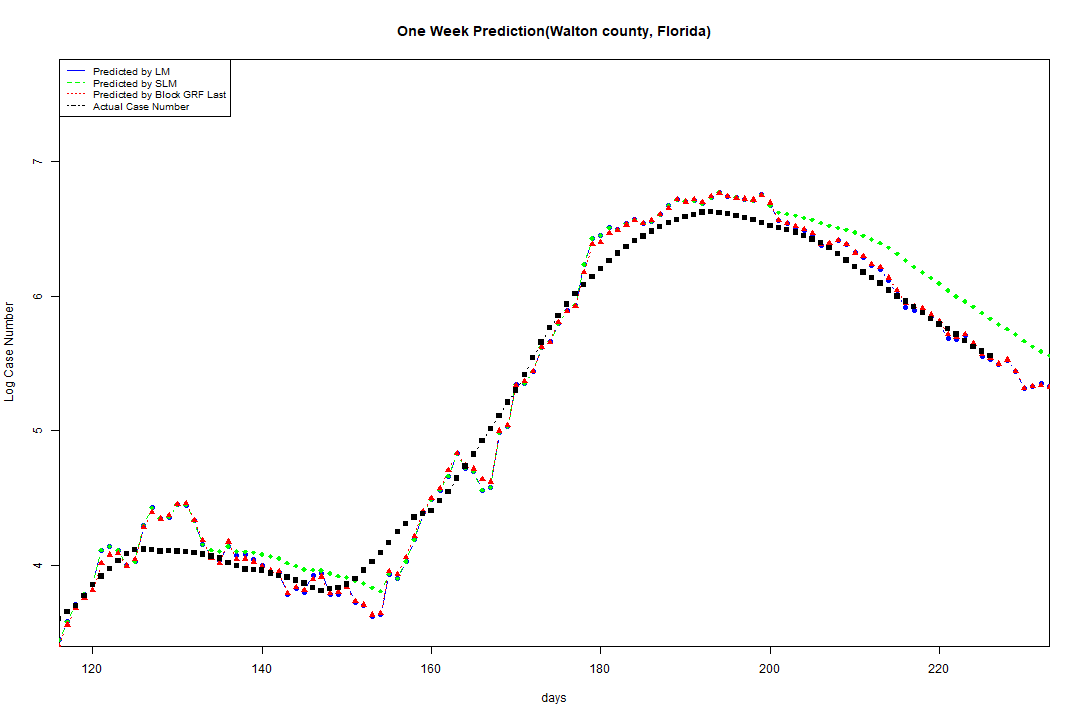 One Week Prediction(Walton county, Florida)
Predicted by LM
Predicted by SLM
Predicted by Block GRF Last
Actual Case Number
7
6
5
4
Log Case Number
120 140 160 180 200 220
days